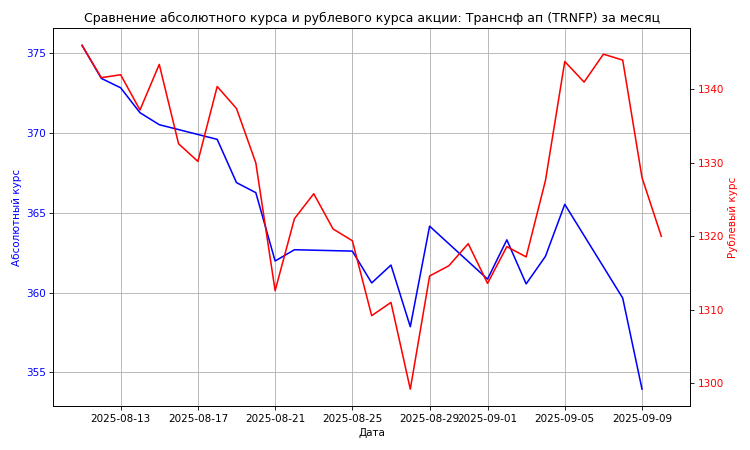 Сравнение абсолютного курса и рублевого курса акции: Транснф ап (TRNFP) за месяц
375
370
365
360
355
Абсолютный курс
1340
1330
1320
1310
1300
Рублевый курс
2025-08-13 2025-08-17 2025-08-21 2025-08-25 2025-08-29 2025-09-01 2025-09-05 2025-09-09
Дата